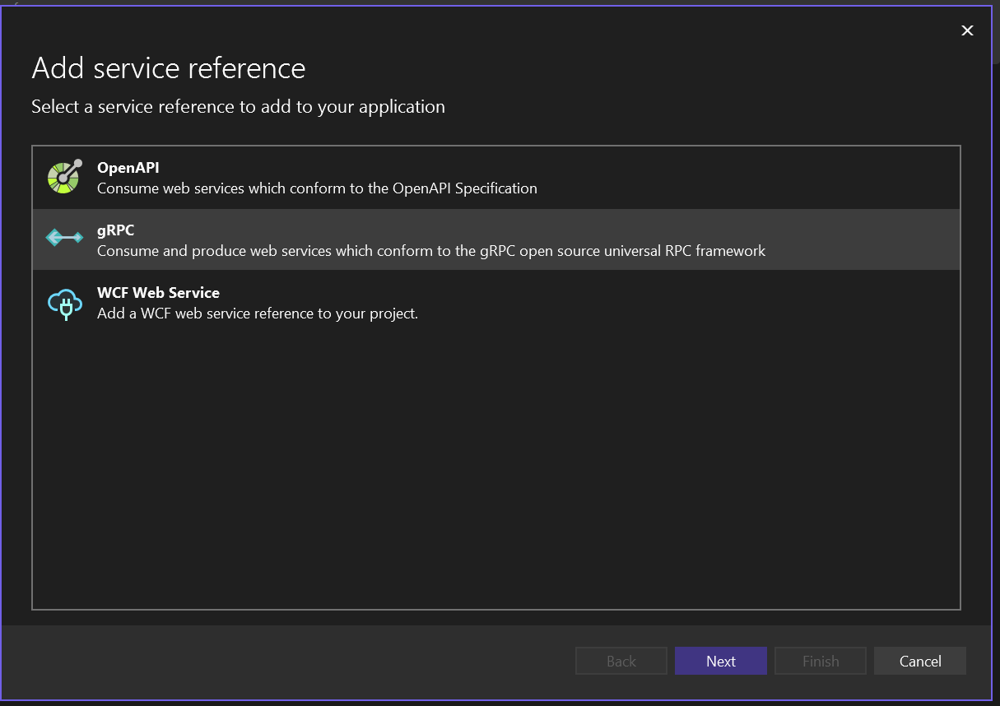 Add service reference
Select a service reference to add to your application
OpenAPI
Consume web services which conform to the OpenAPI Specification
gRPC
Consume and produce web services which conform to the gRPC open source universal RPC framework
WCF Web Service
Add a WCF web service reference to your project.
Back
Next
Finish
Cancel